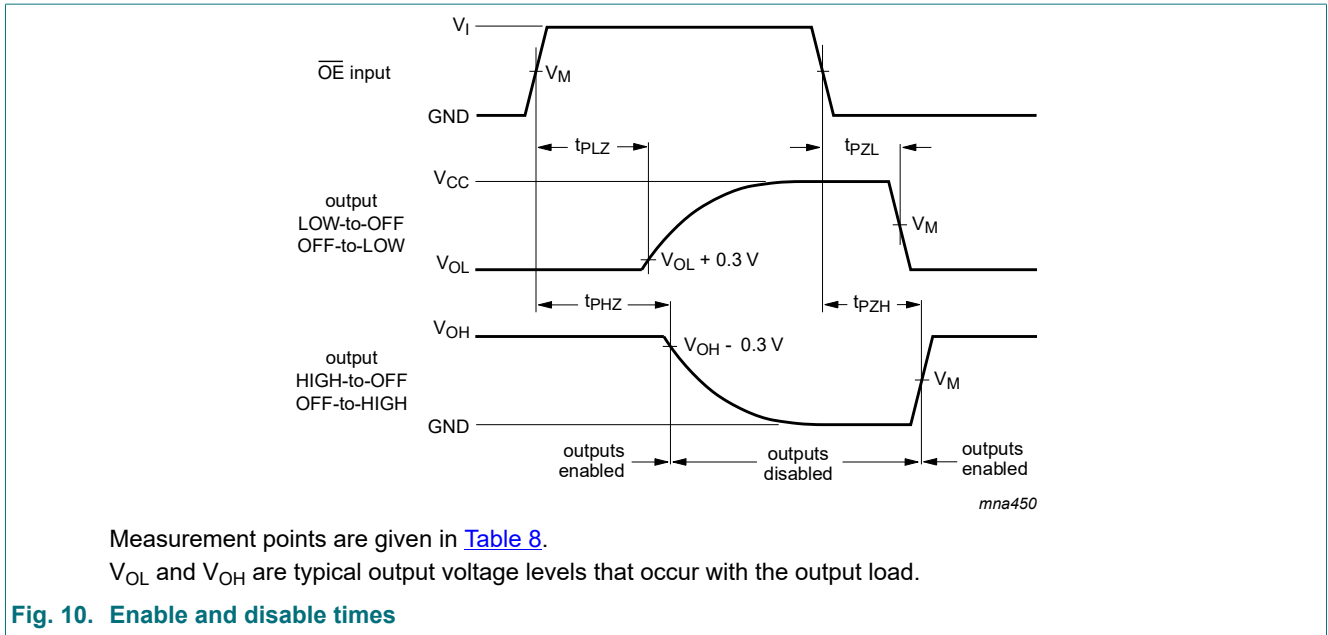 V_I
OE input
V_M
GND
t_PLZ
t_PZL
V_CC
output
LOW-to-OFF
OFF-to-LOW
V_M
V_OL
V_OL + 0.3 V
t_PHZ
t_PZH
V_OH
V_OH - 0.3 V
output
HIGH-to-OFF
OFF-to-HIGH
V_M
GND
outputs
enabled
outputs
disabled
outputs
enabled
mna450
Measurement points are given in Table 8.
V_OL and V_OH are typical output voltage levels that occur with the output load.
Fig. 10. Enable and disable times